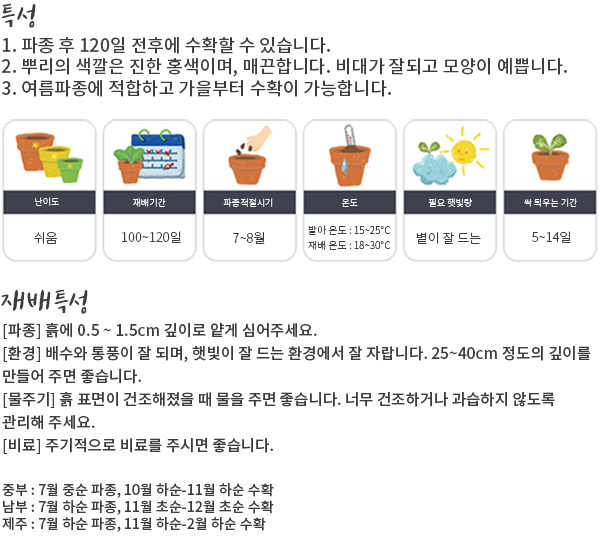 특성
1. 파종 후 120일 전후에 수확할 수 있습니다.
2. 뿌리의 색깔은 진한 홍색이며, 매끈합니다. 비대가 잘되고 모양이 예쁩니다.
3. 여름파종에 적합하고 가을부터 수확이 가능합니다.
난이도
쉬움
재배기간
100~120일
파종적절시기
7~8월
온도
발아 온도 : 15~25°C
재배 온도 : 18~30°C
필요 햇빛량
볕이 잘 드는
싹 틔우는 기간
5~14일
재배특성
[파종] 흙에 0.5 ~ 1.5cm 깊이로 얕게 심어주세요.
[환경] 배수와 통풍이 잘 되며, 햇빛이 잘 드는 환경에서 잘 자랍니다. 25~40cm 정도의 깊이를
만들어 주면 좋습니다.
[물주기] 흙 표면이 건조해졌을 때 물을 주면 좋습니다. 너무 건조하거나 과습하지 않도록
관리해 주세요.
[비료] 주기적으로 비료를 주시면 좋습니다.
중부 : 7월 중순 파종, 10월 하순-11월 하순 수확
남부 : 7월 하순 파종, 11월 초순-12월 초순 수확
제주 : 7월 하순 파종, 11월 하순-2월 하순 수확